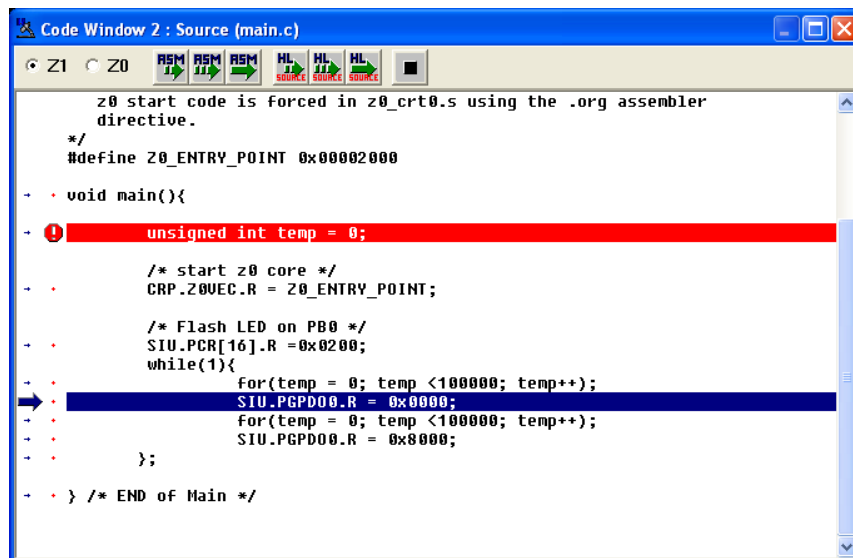 Code Window 2 : Source (main.c)
Z1 Z0 ASM ASM ASM HL SOURCE HL SOURCE HL SOURCE
z0 start code is forced in z0_crt0.s using the .org assembler
directive.
*/
#define Z0_ENTRY_POINT 0x00002000
void main(){
unsigned int temp = 0;
/* start z0 core */
CRP.Z0VEC.R = Z0_ENTRY_POINT;
/* Flash LED on PB0 */
SIU.PCR[16].R =0x0200;
while(1){
for(temp = 0; temp <100000; temp++);
SIU.PGPDO0.R = 0x0000;
for(temp = 0; temp <100000; temp++);
SIU.PGPDO0.R = 0x8000;
};
} /* END of Main */